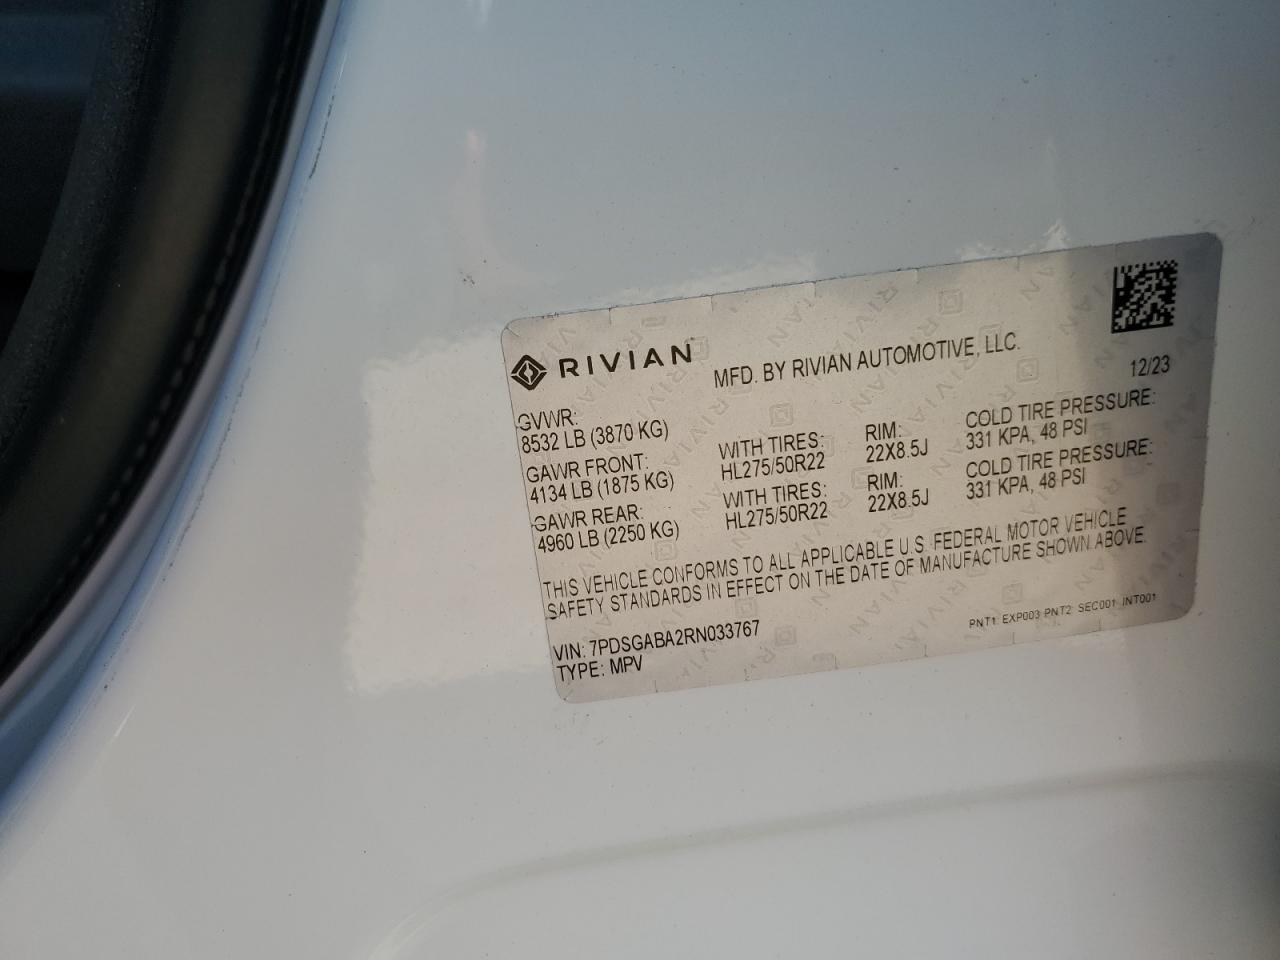 RIVIAN MFD. BY RIVIAN AUTOMOTIVE, LLC. 12/23
GVWR:
8532 LB (3870 KG)
GAWR FRONT: WITH TIRES: RIM: COLD TIRE PRESSURE:
4134 LB (1875 KG) HL275/50R22 22X8.5J 331 KPA, 48 PSI
GAWR REAR: WITH TIRES: RIM: COLD TIRE PRESSURE:
4960 LB (2250 KG) HL275/50R22 22X8.5J 331 KPA, 48 PSI
THIS VEHICLE CONFORMS TO ALL APPLICABLE U.S. FEDERAL MOTOR VEHICLE
SAFETY STANDARDS IN EFFECT ON THE DATE OF MANUFACTURE SHOWN ABOVE.
PNT1: EXP003 PNT2: SEC001 INT001
VIN: 7PDSGABA2RN033767
TYPE: MPV